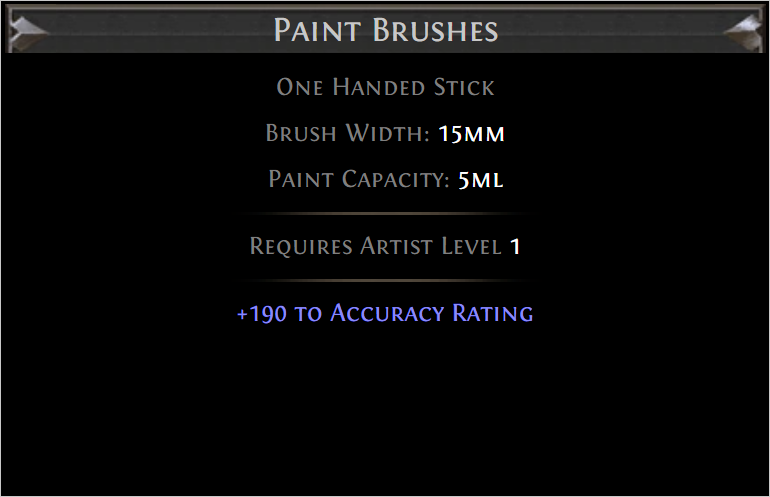 Paint Brushes
One Handed Stick
Brush Width: 15mm
Paint Capacity: 5ml
Requires Artist Level 1
+190 to Accuracy Rating